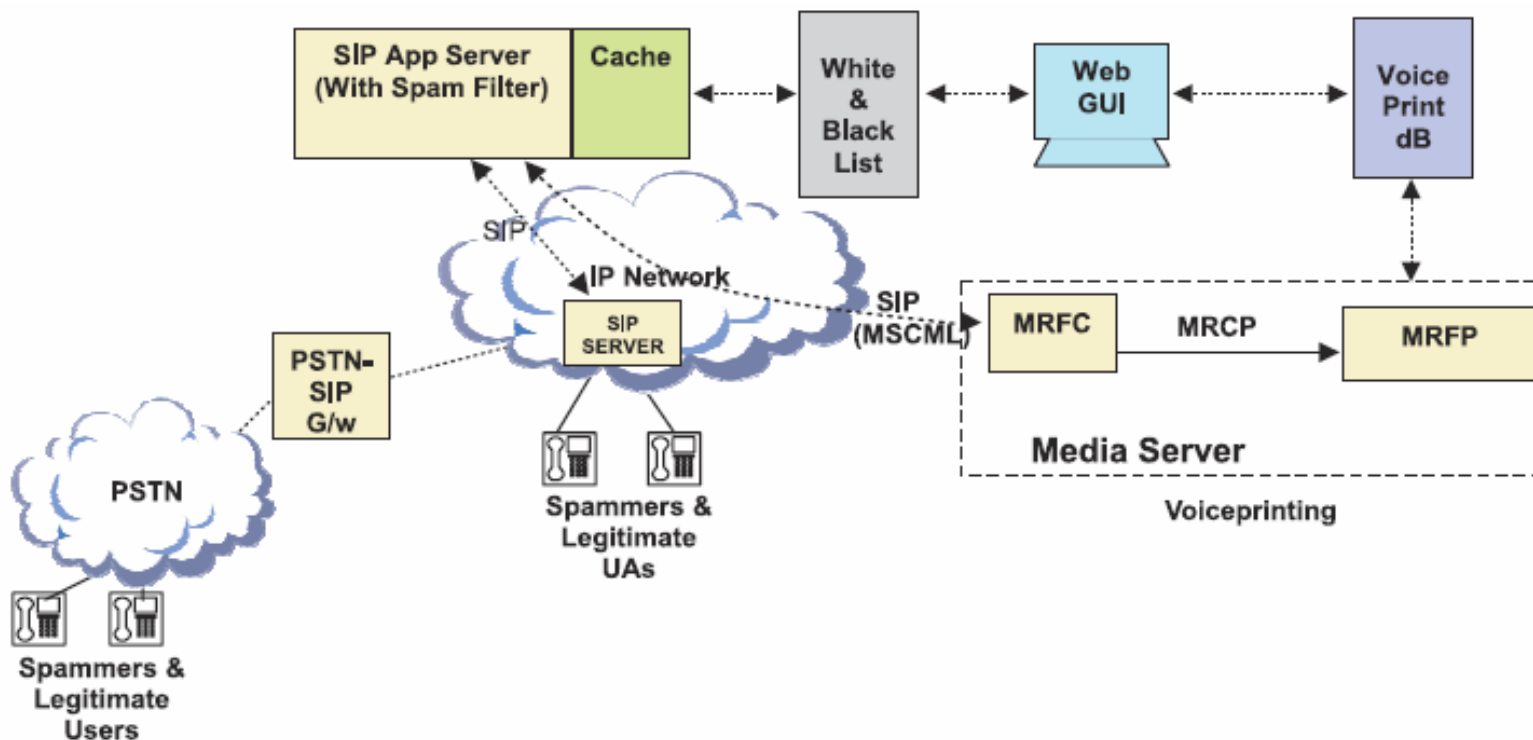 SIP App Server
(With Spam Filter)
Cache
White
&
Black
List
Web
GUI
Voice
Print
dB
SIP
IP Network
SIP
SERVER
SIP
(MSCML)
MRFC
MRCP
MRFP
Media Server
Voiceprinting
PSTN-
SIP
G/w
PSTN
Spammers &
Legitimate
UAs
Spammers &
Legitimate
Users